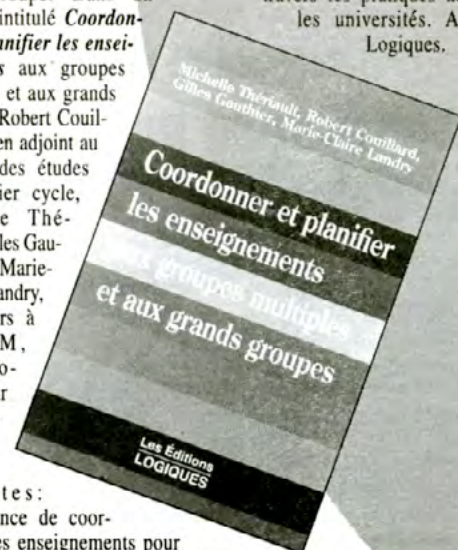 intitulé Coordon-
nnifier les ensei-
aux groupes
et aux grands
Robert Couil-
en adjoint au
des études
ier cycle,
e Thé-
les Gau-
Marie-
andry,
rs à
M,
o-
r
tes:
nce de coor-
es enseignements pour
les universités. A
Logiques.
Michelle Thériault, Robert Couillard,
Gilles Gauthier, Marie-Claire Landry
Coordonner et planifier
les enseignements
aux groupes multiples
et aux grands groupes
Les Éditions
LOGIQUES